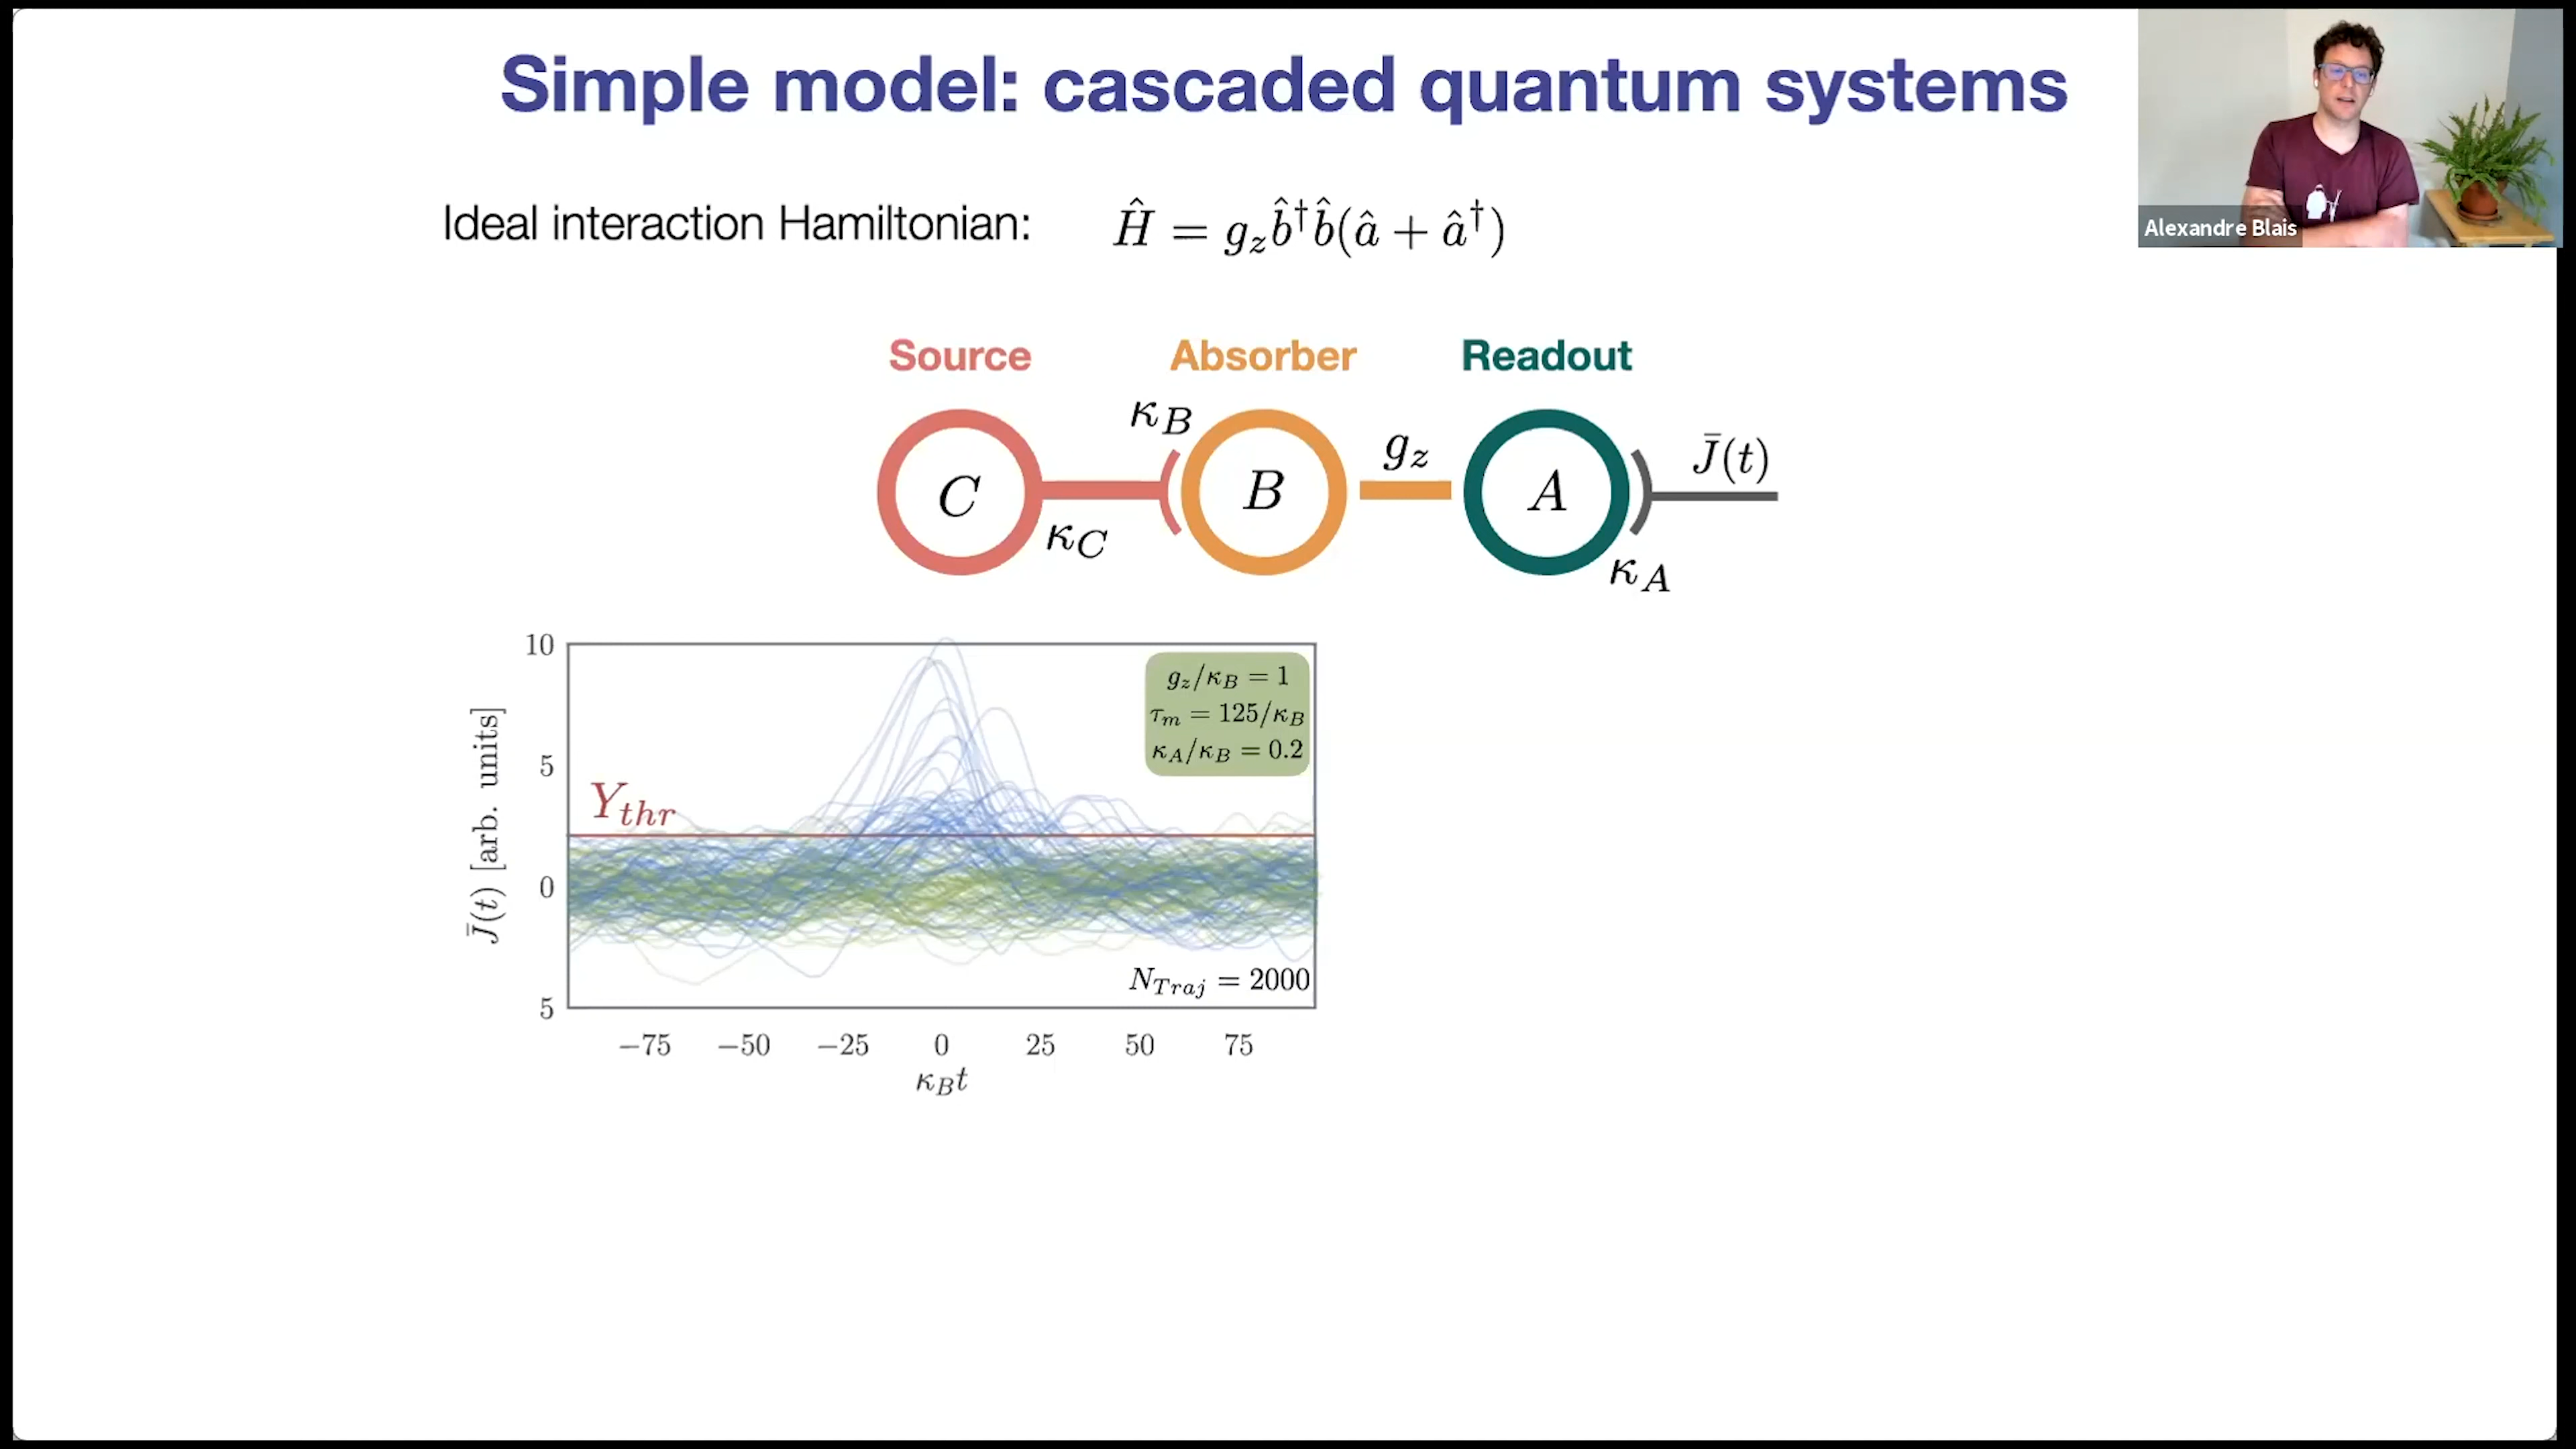 Simple model: cascaded quantum systems
Alexandre Blais
Ideal interaction Hamiltonian: Ĥ = g_z b̂†b̂(â + â†)
Source Absorber Readout
κ_B
g_z J̄(t)
C B A
κ_C κ_A
10
g_z/κ_B = 1
τ_m = 125/κ_B
κ_A/κ_B = 0.2
5
Y_thr
J̄(t) [arb. units]
0
N_Traj = 2000
5
−75 −50 −25 0 25 50 75
κ_B t